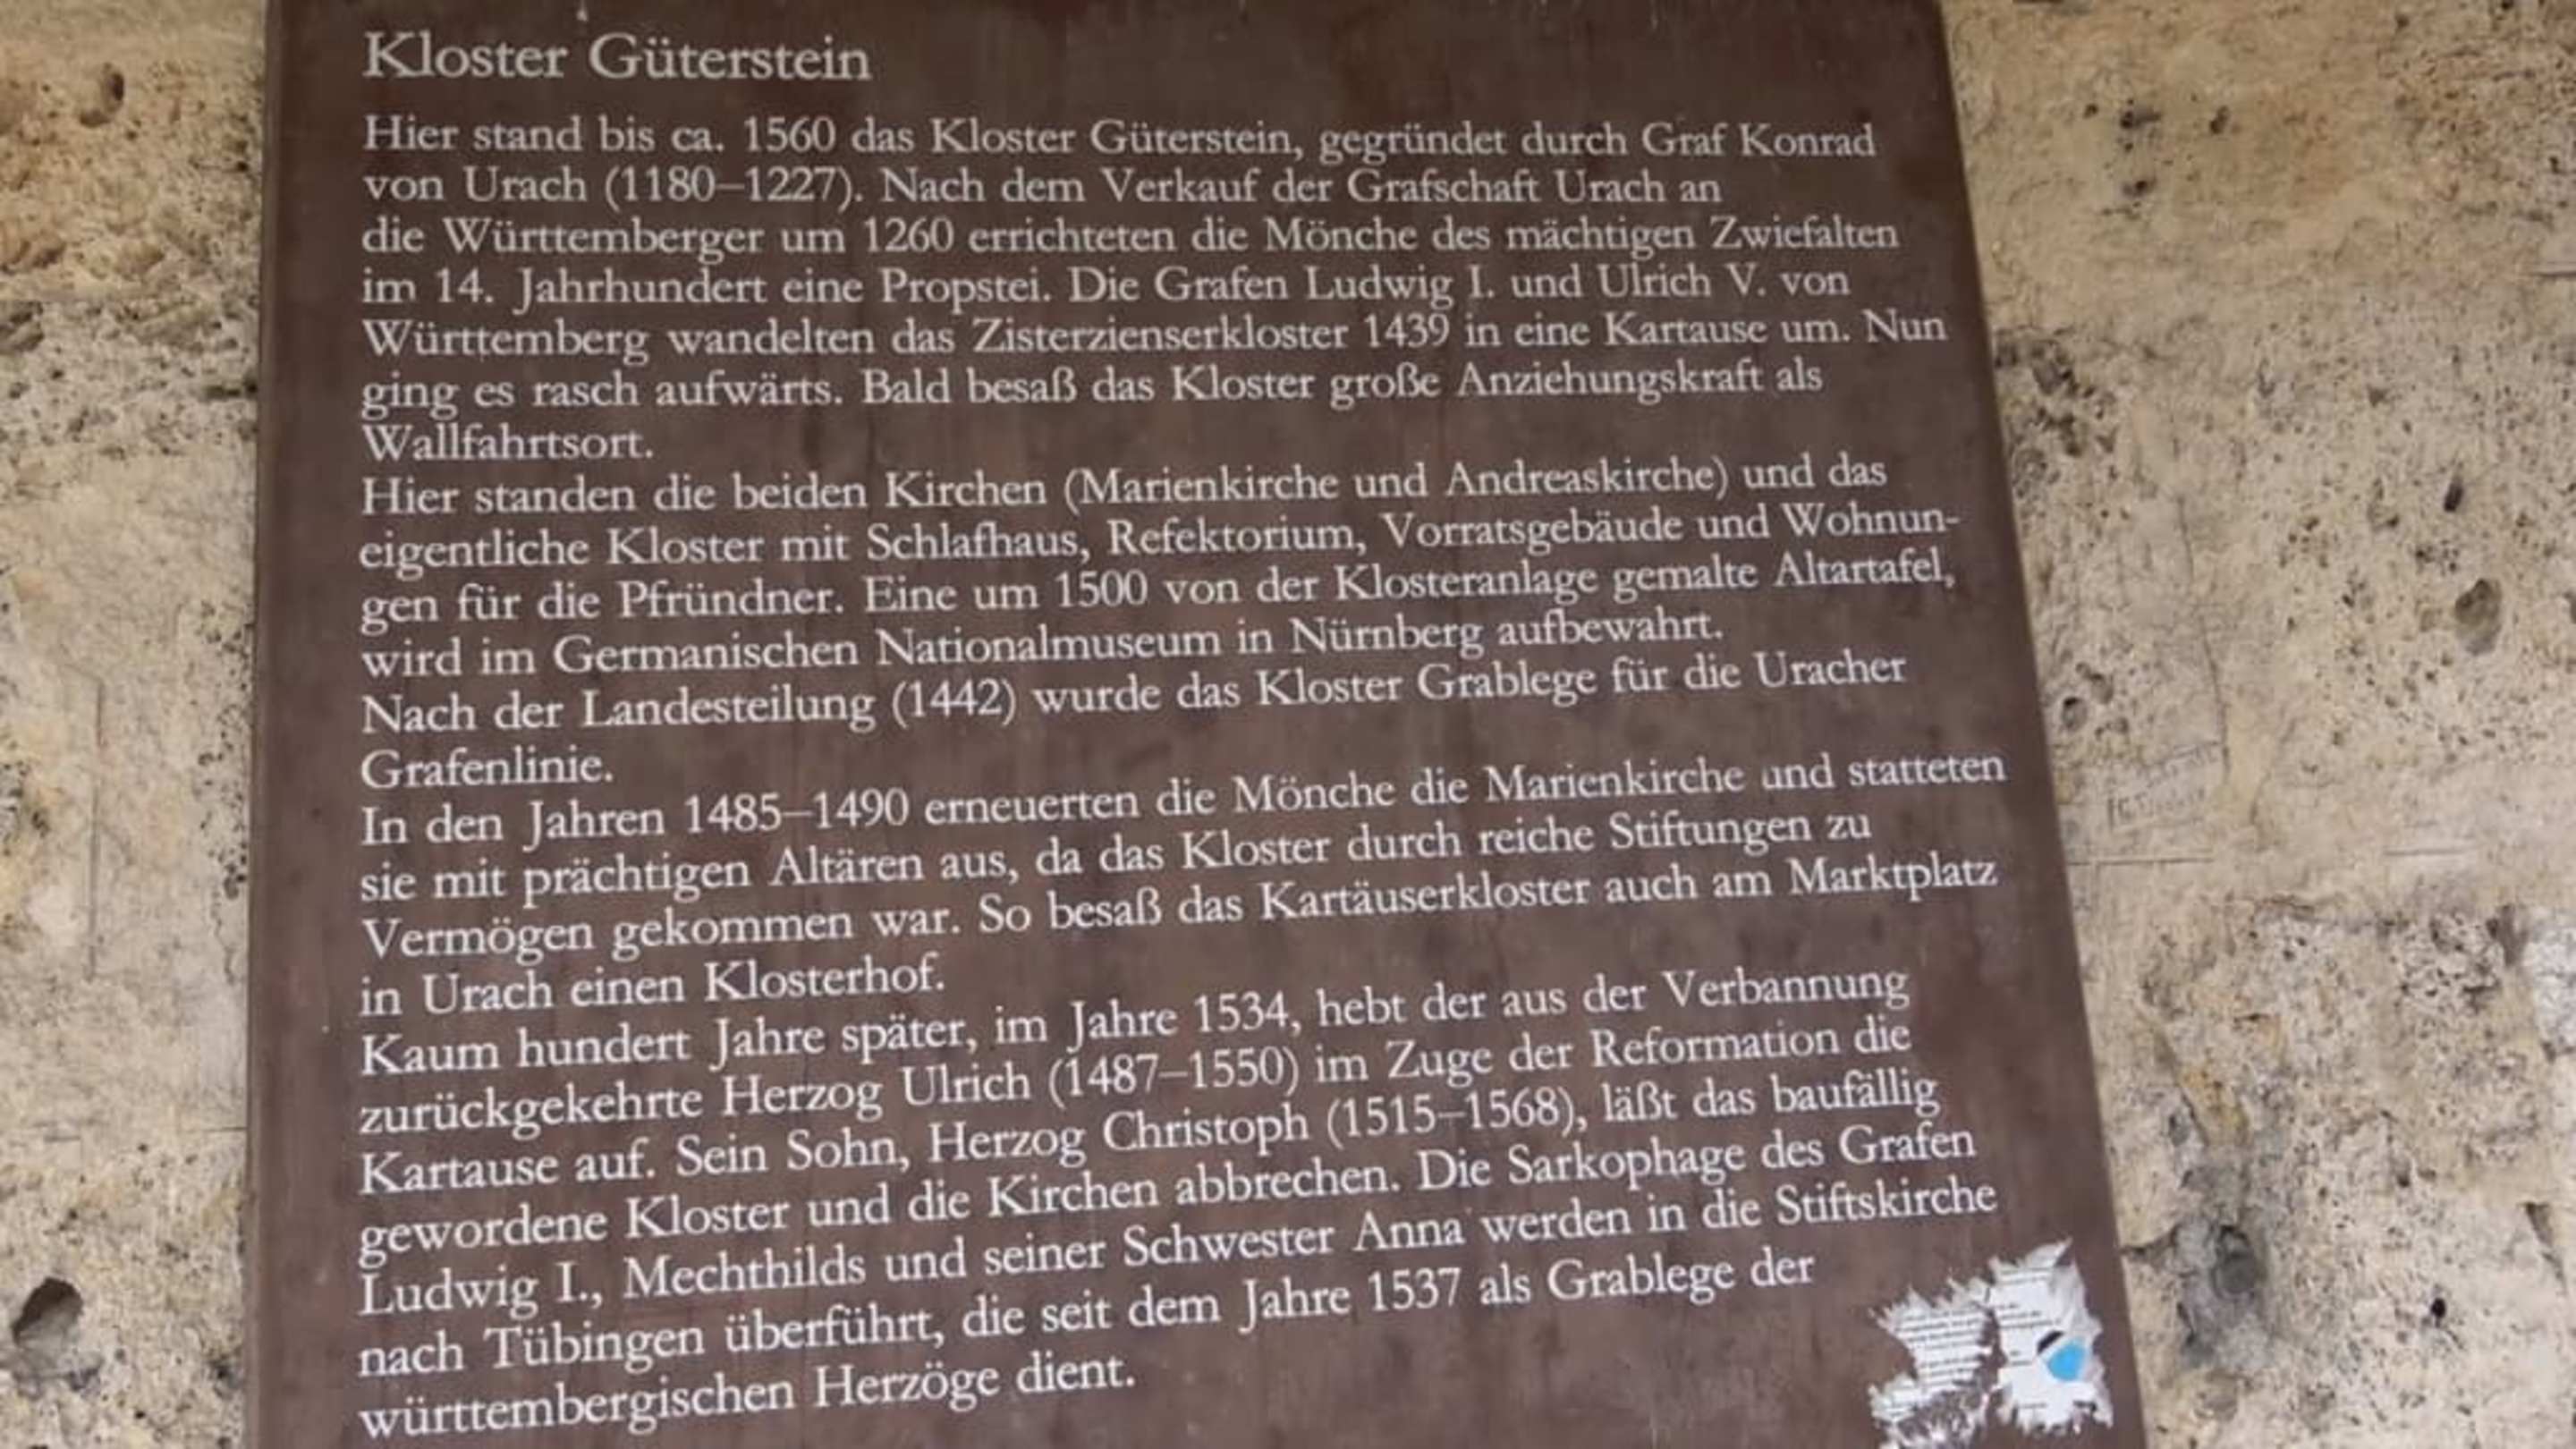 Kloster Güterstein
Hier stand bis ca. 1560 das Kloster Güterstein, gegründet durch Graf Konrad
von Urach (1180–1227). Nach dem Verkauf der Grafschaft Urach an
die Württemberger um 1260 errichteten die Mönche des mächtigen Zwiefalten
im 14. Jahrhundert eine Propstei. Die Grafen Ludwig I. und Ulrich V. von
Württemberg wandelten das Zisterzienserkloster 1439 in eine Kartause um. Nun
ging es rasch aufwärts. Bald besaß das Kloster große Anziehungskraft als
Wallfahrtsort.
Hier standen die beiden Kirchen (Marienkirche und Andreaskirche) und das
eigentliche Kloster mit Schlafhaus, Refektorium, Vorratsgebäude und Wohnun-
gen für die Pfründner. Eine um 1500 von der Klosteranlage gemalte Altartafel,
wird im Germanischen Nationalmuseum in Nürnberg aufbewahrt.
Nach der Landesteilung (1442) wurde das Kloster Grablege für die Uracher
Grafenlinie.
In den Jahren 1485–1490 erneuerten die Mönche die Marienkirche und statteten
sie mit prächtigen Altären aus, da das Kloster durch reiche Stiftungen zu
Vermögen gekommen war. So besaß das Kartäuserkloster auch am Marktplatz
in Urach einen Klosterhof.
Kaum hundert Jahre später, im Jahre 1534, hebt der aus der Verbannung
zurückgekehrte Herzog Ulrich (1487–1550) im Zuge der Reformation die
Kartause auf. Sein Sohn, Herzog Christoph (1515–1568), läßt das baufällig
gewordene Kloster und die Kirchen abbrechen. Die Sarkophage des Grafen
Ludwig I., Mechthilds und seiner Schwester Anna werden in die Stiftskirche
nach Tübingen überführt, die seit dem Jahre 1537 als Grablege der
württembergischen Herzöge dient.